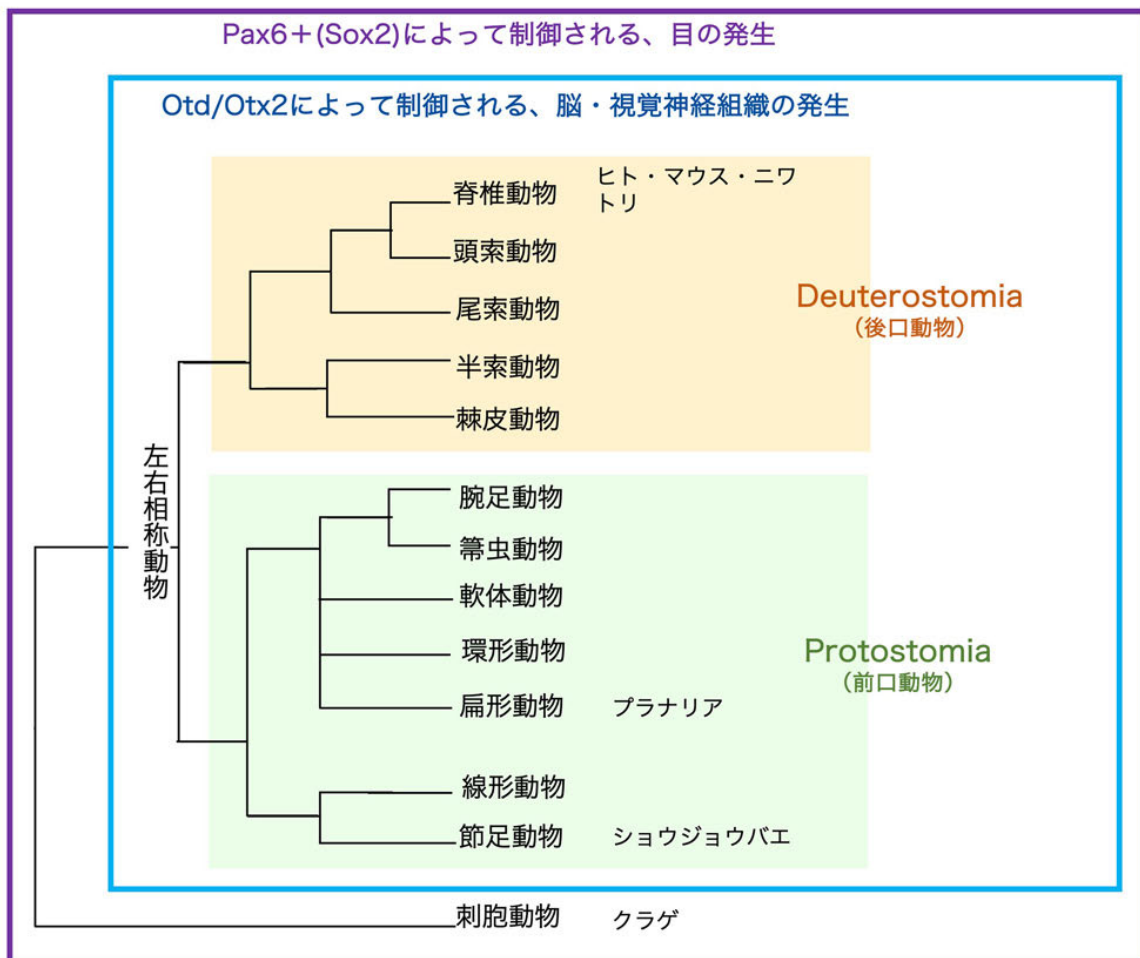 Pax6＋(Sox2)によって制御される、目の発生
Otd/Otx2によって制御される、脳・視覚神経組織の発生
脊椎動物
ヒト・マウス・ニワ
トリ
頭索動物
尾索動物
半索動物
棘皮動物
Deuterostomia
（後口動物）
左右相称動物
腕足動物
箒虫動物
軟体動物
環形動物
扁形動物
プラナリア
Protostomia
（前口動物）
線形動物
節足動物
ショウジョウバエ
刺胞動物
クラゲ